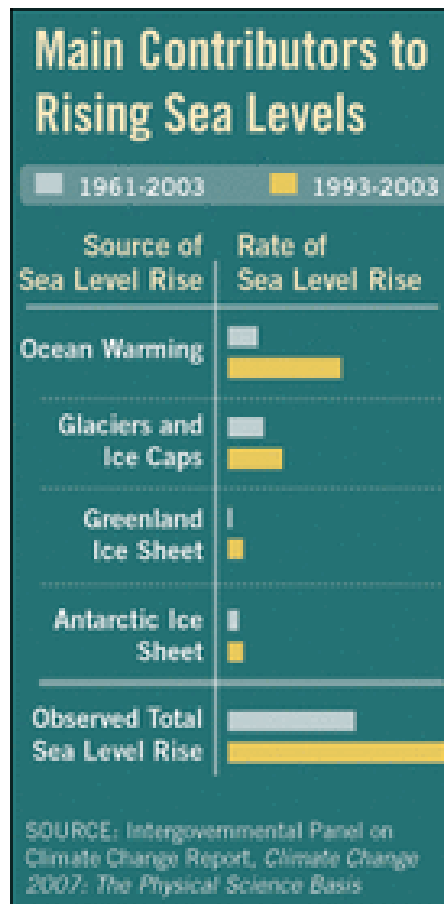 Main Contributors to
Rising Sea Levels
1961-2003 1993-2003
Source of
Sea Level Rise
Rate of
Sea Level Rise
Ocean Warming
Glaciers and
Ice Caps
Greenland
Ice Sheet
Antarctic Ice
Sheet
Observed Total
Sea Level Rise
SOURCE: Intergovernmental Panel on
Climate Change Report, Climate Change
2007: The Physical Science Basis